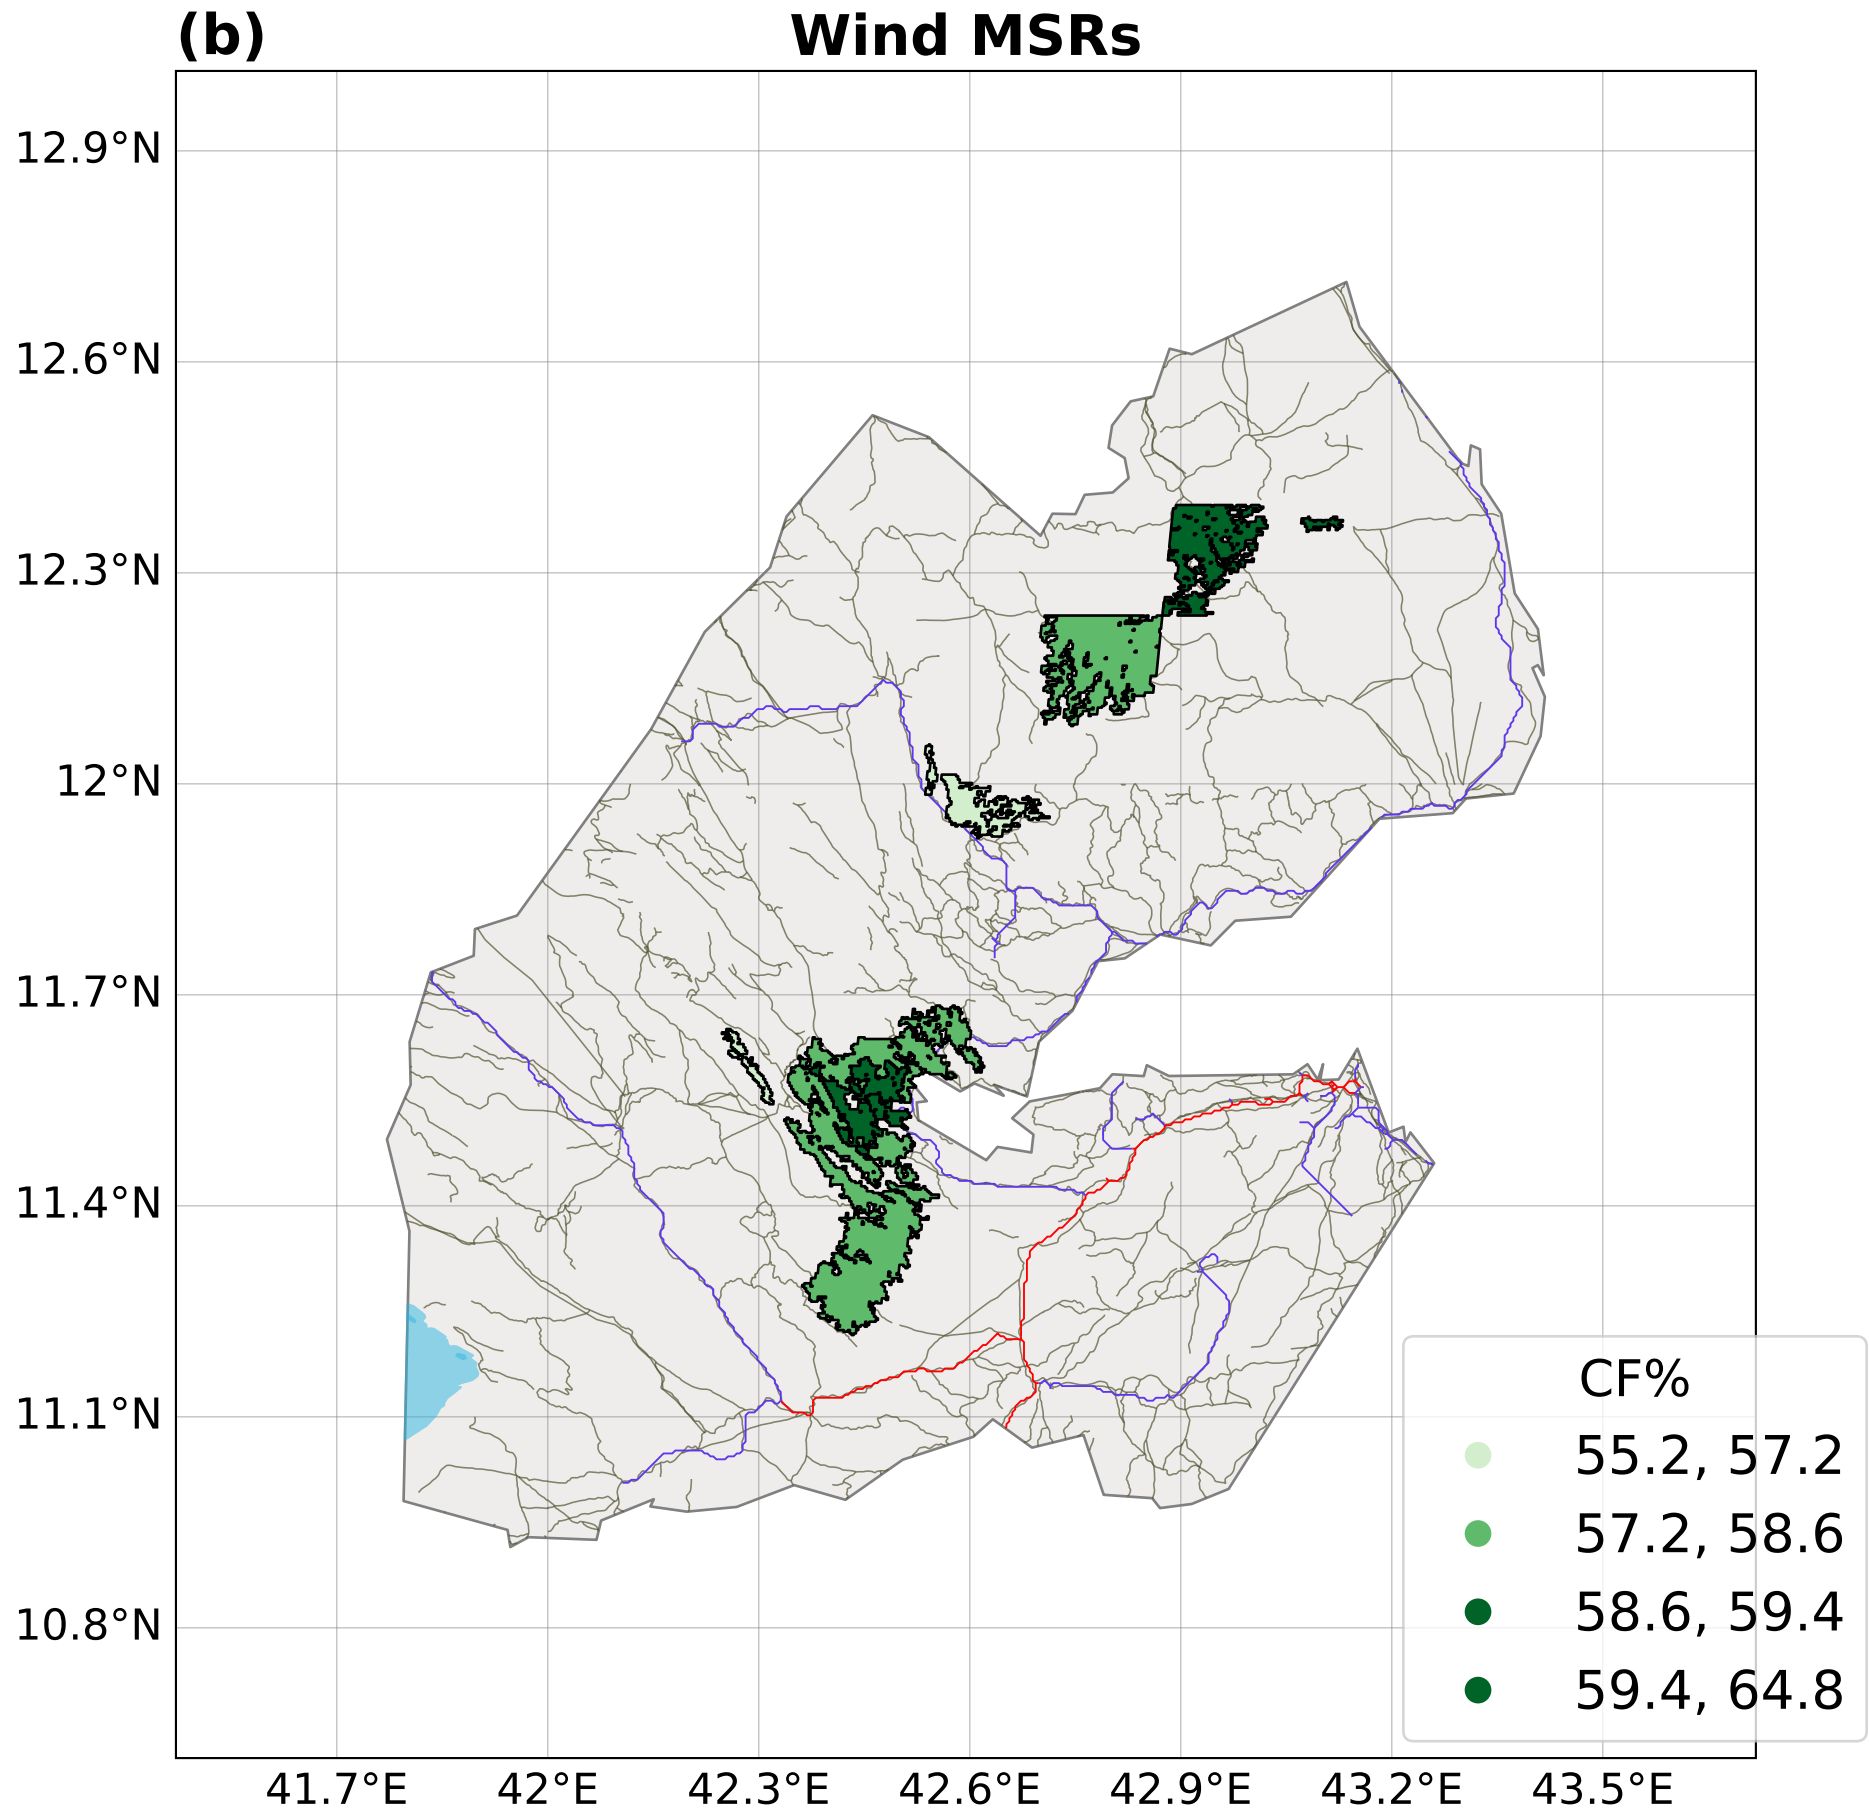 (b) Wind MSRs
12.9°N
12.6°N
12.3°N
12°N
11.7°N
11.4°N
11.1°N
10.8°N
41.7°E 42°E 42.3°E 42.6°E 42.9°E 43.2°E 43.5°E
CF%
55.2, 57.2
57.2, 58.6
58.6, 59.4
59.4, 64.8